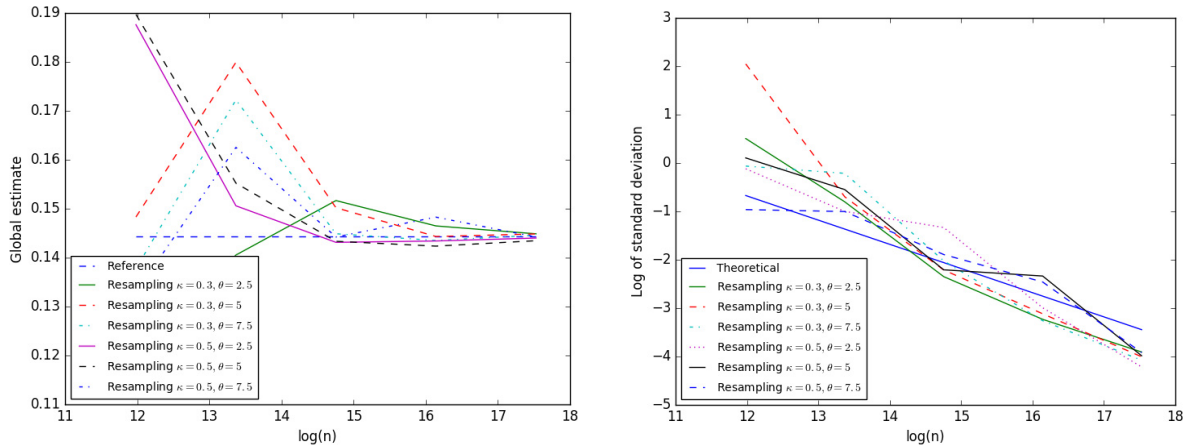 0.19
0.18
0.17
0.16
0.15
0.14
0.13
0.12
0.11
Global estimate
Reference
Resampling κ=0.3,θ=2.5
Resampling κ=0.3,θ=5
Resampling κ=0.3,θ=7.5
Resampling κ=0.5,θ=2.5
Resampling κ=0.5,θ=5
Resampling κ=0.5,θ=7.5
11 12 13 14 15 16 17 18
log(n)
3
2
1
0
−1
−2
−3
−4
−5
Log of standard deviation
Theoretical
Resampling κ=0.3,θ=2.5
Resampling κ=0.3,θ=5
Resampling κ=0.3,θ=7.5
Resampling κ=0.5,θ=2.5
Resampling κ=0.5,θ=5
Resampling κ=0.5,θ=7.5
11 12 13 14 15 16 17 18
log(n)